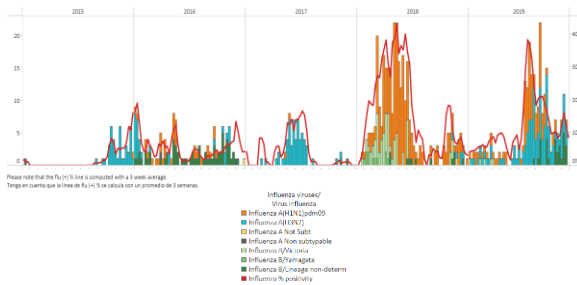 2015 2016 2017 2018 2019
20
15
10
5
0
40
30
20
10
0
Please note that the flu (+) % line is computed with a 3 week average.
Tenga en cuenta que la línea de flu (+) % se calcula con un promedio de 3 semanas.
Influenza viruses/
Virus influenza
Influenza A(H1N1)pdm09
Influenza A(H3N2)
Influenza A Not Subt
Influenza A Non subtypable
Influenza B/Victoria
Influenza B/Yamagata
Influenza B/Lineage non-determ
Influenza % positivity